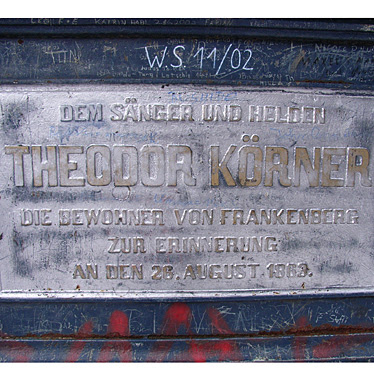 W.S. 11/02
DEM SÄNGER UND HELDEN
THEODOR KÖRNER
DIE BEWOHNER VON FRANKENBERG
ZUR ERINNERUNG
AN DEN 26. AUGUST 1863.